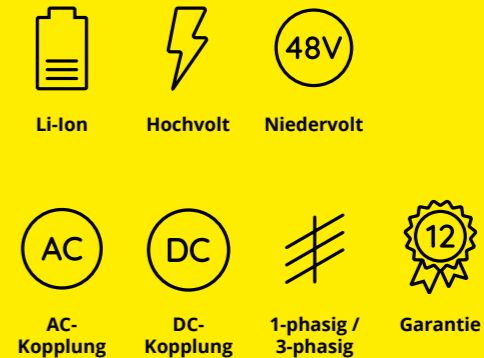 48V
Li-Ion
Hochvolt
Niedervolt
AC
DC
12
AC-
Kopplung
DC-
Kopplung
1-phasig /
3-phasig
Garantie